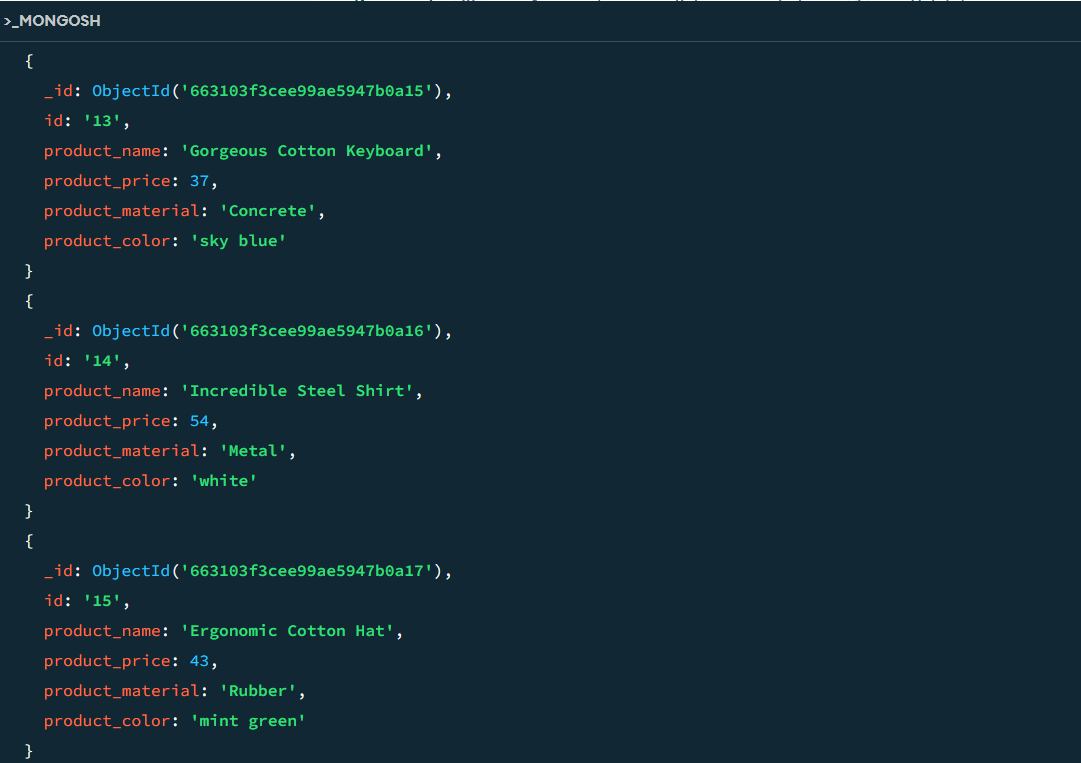 >_MONGOSH
{
_id: ObjectId('663103f3cee99ae5947b0a15'),
id: '13',
product_name: 'Gorgeous Cotton Keyboard',
product_price: 37,
product_material: 'Concrete',
product_color: 'sky blue'
}
{
_id: ObjectId('663103f3cee99ae5947b0a16'),
id: '14',
product_name: 'Incredible Steel Shirt',
product_price: 54,
product_material: 'Metal',
product_color: 'white'
}
{
_id: ObjectId('663103f3cee99ae5947b0a17'),
id: '15',
product_name: 'Ergonomic Cotton Hat',
product_price: 43,
product_material: 'Rubber',
product_color: 'mint green'
}